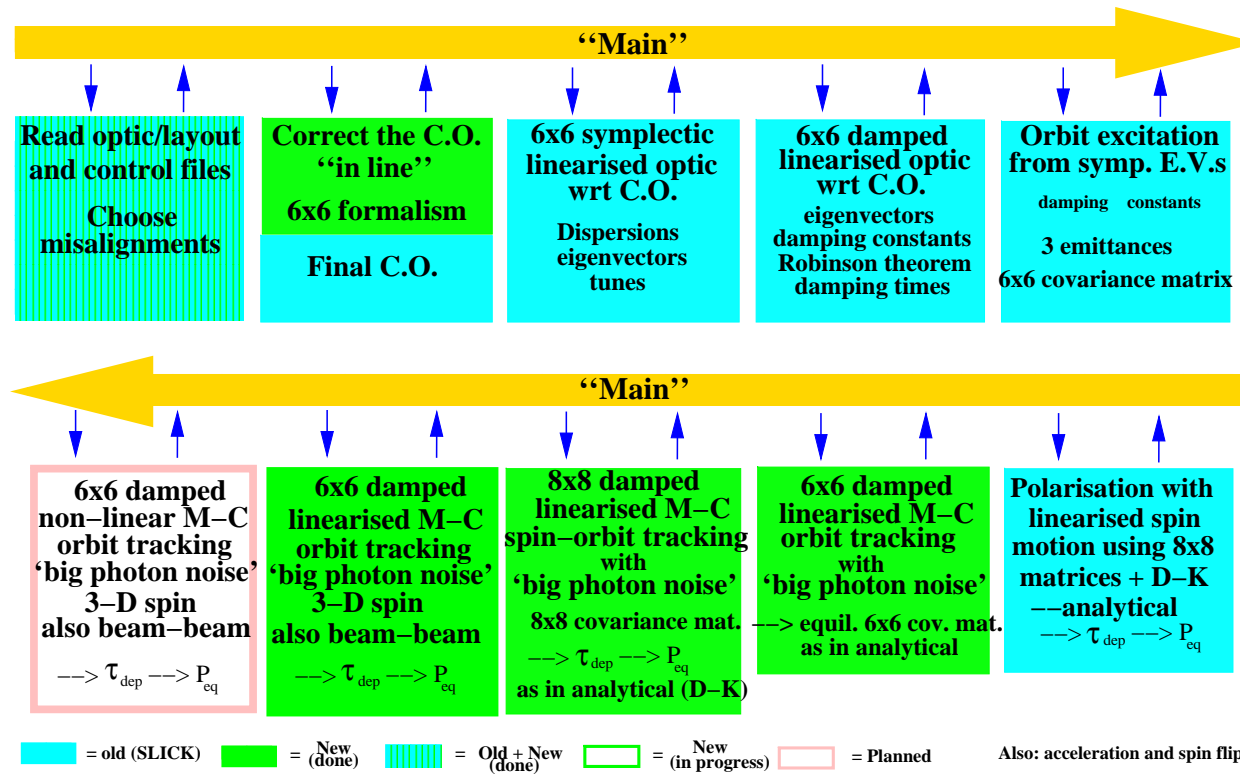 ‘‘Main’’
Read optic/layout
and control files
Choose
misalignments
Correct the C.O.
‘‘in line’’
6x6 formalism
Final C.O.
6x6 symplectic
linearised optic
wrt C.O.
Dispersions
eigenvectors
tunes
6x6 damped
linearised optic
wrt C.O.
eigenvectors
damping constants
Robinson theorem
damping times
Orbit excitation
from symp. E.V.s
damping constants
3 emittances
6x6 covariance matrix
‘‘Main’’
6x6 damped
non−linear M−C
orbit tracking
‘big photon noise’
3−D spin
also beam−beam
−−> τdep −−> Peq
6x6 damped
linearised M−C
orbit tracking
‘big photon noise’
3−D spin
also beam−beam
−−> τdep −−> Peq
8x8 damped
linearised M−C
spin−orbit tracking
with
‘big photon noise’
8x8 covariance mat.
−−> τdep −−> Peq
as in analytical (D−K)
6x6 damped
linearised M−C
orbit tracking
with
‘big photon noise’
−−> equil. 6x6 cov. mat.
as in analytical
Polarisation with
linearised spin
motion using 8x8
matrices + D−K
−−analytical
−−> τdep −−> Peq
= old (SLICK)
= New
(done)
= Old + New
(done)
= New
(in progress)
= Planned
Also: acceleration and spin flip